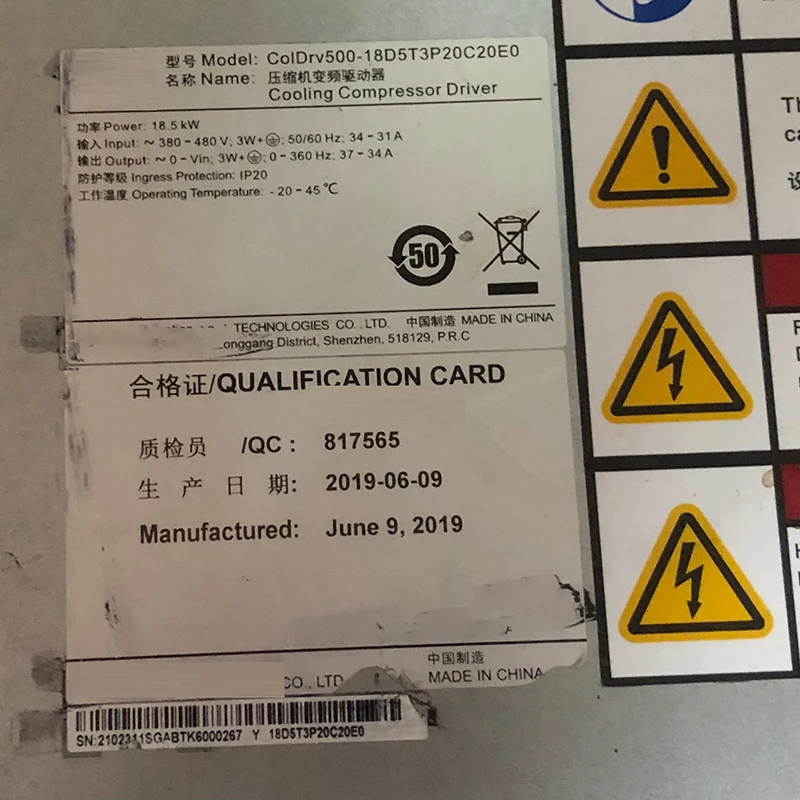 型号 Model: ColDrv500-18D5T3P20C20E0
名称 Name: 压缩机变频驱动器
Cooling Compressor Driver
功率 Power: 18.5 kW
输入 Input: ~ 380 - 480 V; 3W+; 50/60 Hz; 34 - 31 A
输出 Output: ~ 0 - Vin; 3W+; 0 - 360 Hz; 37 - 34 A
防护等级 Ingress Protection: IP20
工作温度 Operating Temperature: - 20 - 45 ℃
50
TECHNOLOGIES CO., LTD. 中国制造 MADE IN CHINA
onggang District, Shenzhen, 518129, P.R.C
合格证/QUALIFICATION CARD
质检员 /QC : 817565
生 产 日 期: 2019-06-09
Manufactured: June 9, 2019
中国制造
CO., LTD MADE IN CHINA
SN:2102311SGABTK6000267 Y 18D5T3P20C20E0
Th
ca
设